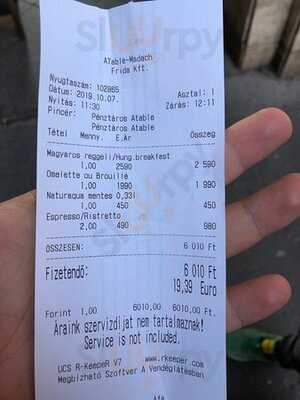 ATable-Madach
Frida Kft.
Nyugtaszám: 102865
Dátum: 2019.10.07. Asztal: 1
Nyitás: 11:30 Zárás: 12:11
Pincér: Pénztáros Atable
Pénztáros Atable
Tétel Menny. E.Ár Összeg
Magyaros reggeli/Hung.breakfast
1,00 2590 2 590
Omelette ou Brouillé
1,00 1990 1 990
Naturaqua mentes 0,33l
1,00 450 450
Espresso/Ristretto
2,00 490 980
ÖSSZESEN: 6 010 Ft
Fizetendő: 6 010 Ft
19,39 Euro
Forint 1,00 6010,00 6010,00 Ft.
Áraink szervizdíjat nem tartalmaznak!
Service is not included.
UCS R-KeepeR V7 www.rkeeper.com
Megbízható Szoftver A Vendéglátásban